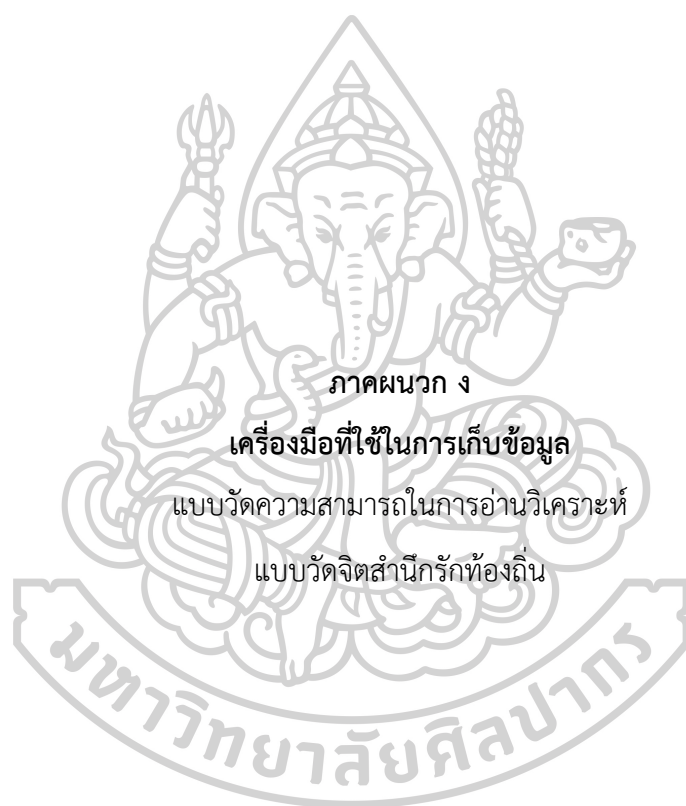 ภาคผนวก ง
เครื่องมือที่ใช้ในการเก็บข้อมูล
แบบวัดความสามารถในการอ่านวิเคราะห์
แบบวัดจิตสำนึกรักท้องถิ่น
มหาวิทยาลัยศิลปากร